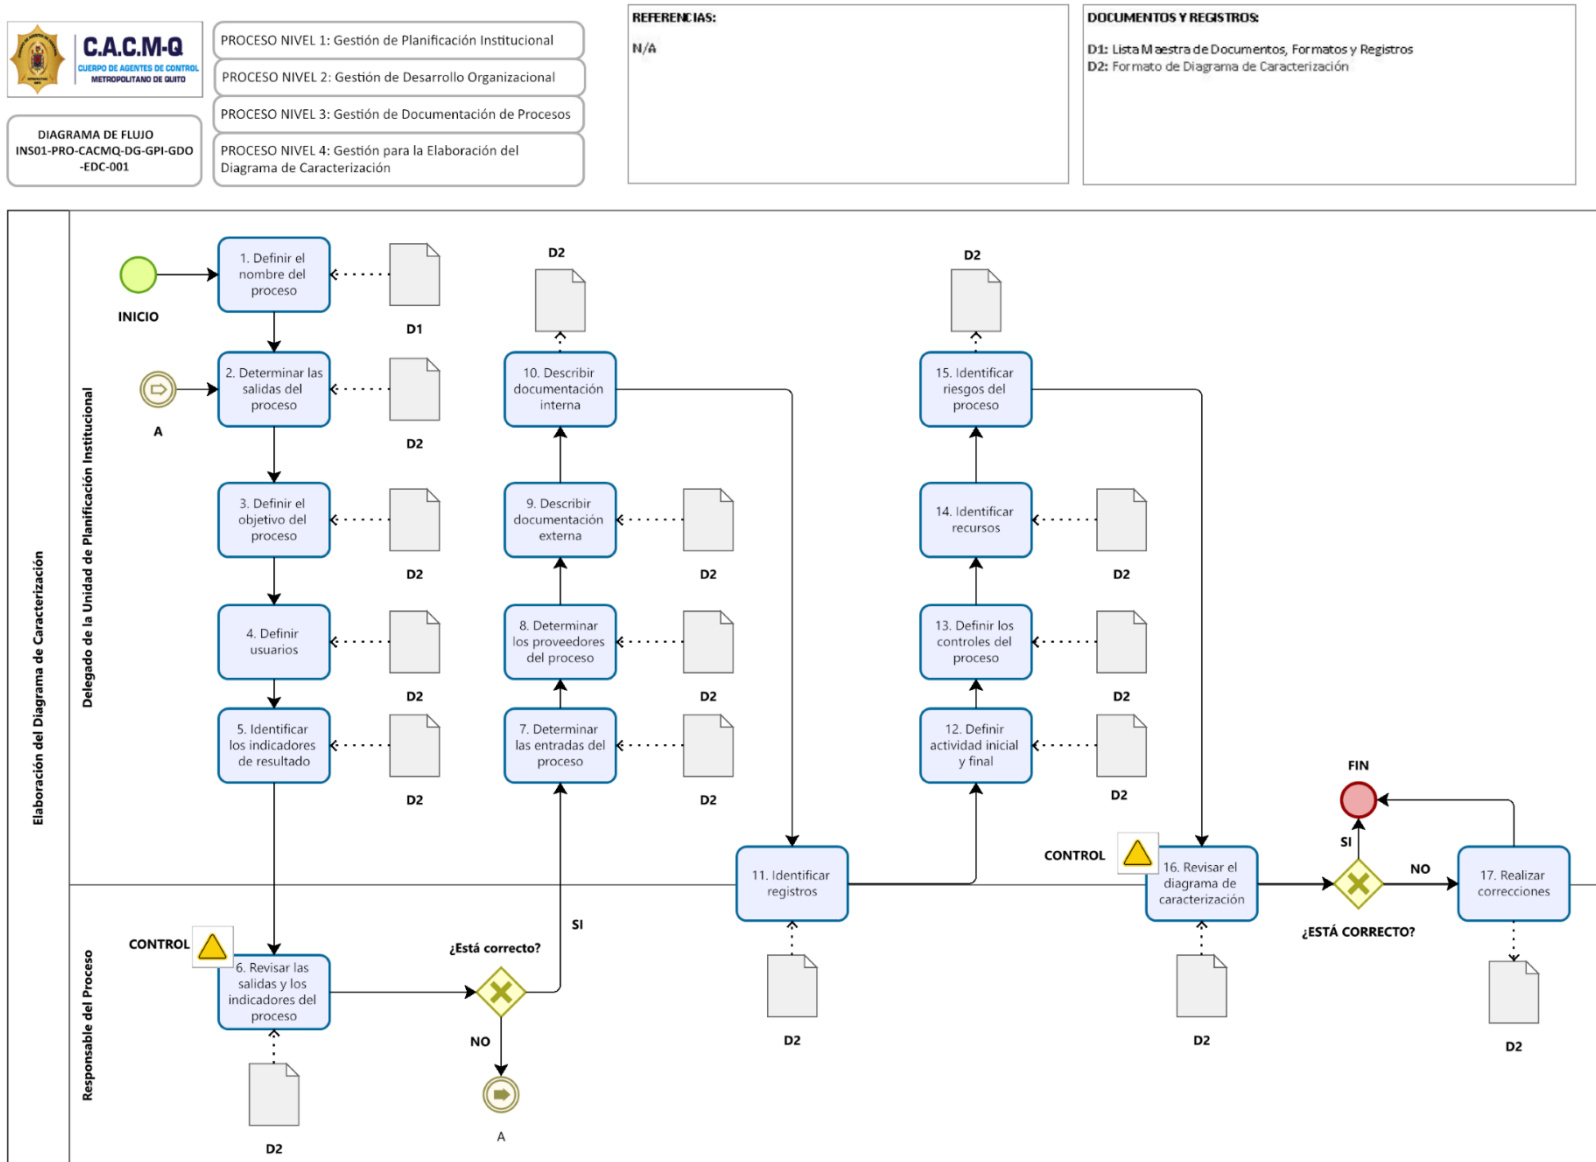 C.A.C.M-Q
CUERPO DE AGENTES DE CONTROL
METROPOLITANO DE QUITO
DIAGRAMA DE FLUJO
INS01-PRO-CACMQ-DG-GPI-GDO
-EDC-001
PROCESO NIVEL 1: Gestión de Planificación Institucional
PROCESO NIVEL 2: Gestión de Desarrollo Organizacional
PROCESO NIVEL 3: Gestión de Documentación de Procesos
PROCESO NIVEL 4: Gestión para la Elaboración del
Diagrama de Caracterización
REFERENCIAS:
N/A
DOCUMENTOS Y REGISTROS:
D1: Lista Maestra de Documentos, Formatos y Registros
D2: Formato de Diagrama de Caracterización
Elaboración del Diagrama de Caracterización
Delegado de la Unidad de Planificación Institucional
Responsable del Proceso
INICIO
1. Definir el
nombre del
proceso
D1
A
2. Determinar las
salidas del
proceso
D2
3. Definir el
objetivo del
proceso
D2
4. Definir
usuarios
D2
5. Identificar
los indicadores
de resultado
D2
CONTROL
6. Revisar las
salidas y los
indicadores del
proceso
D2
¿Está correcto?
SI
NO
A
7. Determinar
las entradas del
proceso
D2
8. Determinar
los proveedores
del proceso
D2
9. Describir
documentación
externa
D2
D2
10. Describir
documentación
interna
11. Identificar
registros
D2
12. Definir
actividad inicial
y final
D2
13. Definir los
controles del
proceso
D2
14. Identificar
recursos
D2
D2
15. Identificar
riesgos del
proceso
CONTROL
16. Revisar el
diagrama de
caracterización
D2
FIN
SI
NO
¿ESTÁ CORRECTO?
17. Realizar
correcciones
D2